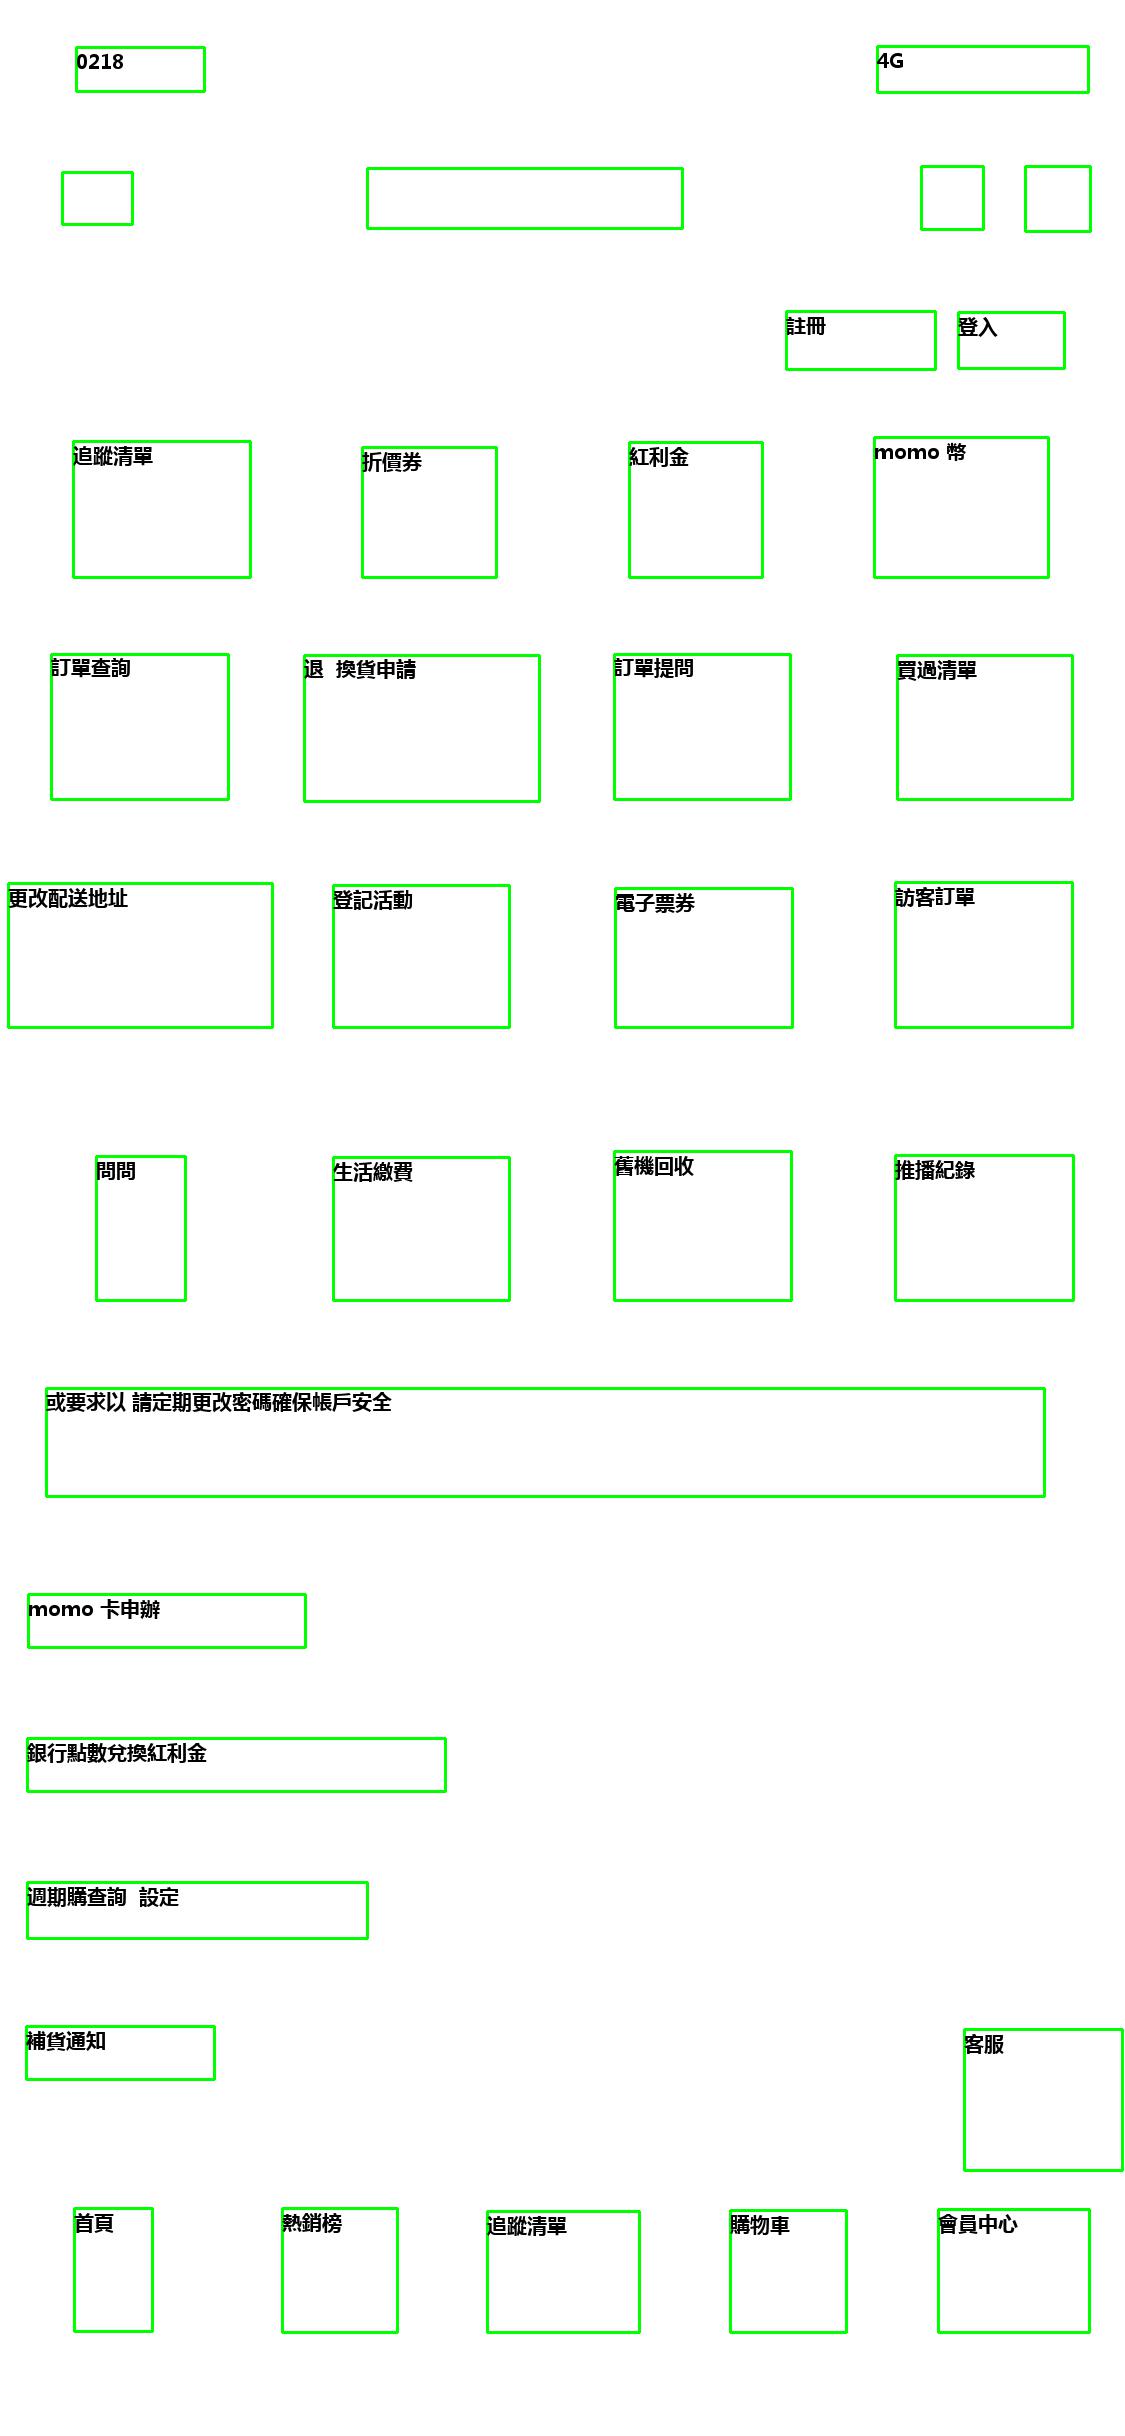 0218 4G
註冊 登入
追蹤清單 折價券 紅利金 momo 幣
訂單查詢 退 換貨申請 訂單提問 買過清單
更改配送地址 登記活動 電子票券 訪客訂單
問問 生活繳費 舊機回收 推播紀錄
或要求以 請定期更改密碼確保帳戶安全
momo 卡申辦
銀行點數兌換紅利金
週期購查詢 設定
補貨通知 客服
首頁 熱銷榜 追蹤清單 購物車 會員中心